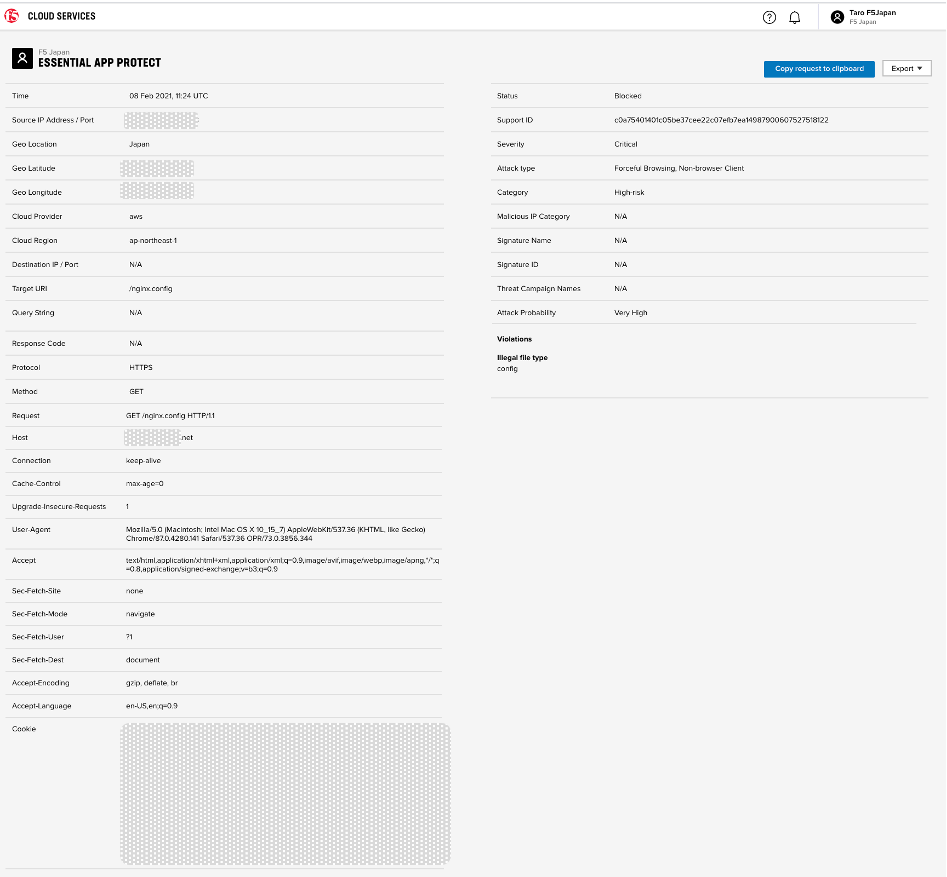 CLOUD SERVICES
Taro F5Japan
F5 Japan
F5 Japan
ESSENTIAL APP PROTECT
Copy request to clipboard
Export
Time 08 Feb 2021, 11:24 UTC
Source IP Address / Port
Geo Location Japan
Geo Latitude
Geo Longitude
Cloud Provider aws
Cloud Region ap-northeast-1
Destination IP / Port N/A
Target URI /nginx.config
Query String N/A
Response Code N/A
Protocol HTTPS
Method GET
Request GET /nginx.config HTTP/1.1
Host .net
Connection keep-alive
Cache-Control max-age=0
Upgrade-Insecure-Requests 1
User-Agent Mozilla/5.0 (Macintosh; Intel Mac OS X 10_15_7) AppleWebKit/537.36 (KHTML, like Gecko)
Chrome/87.0.4280.141 Safari/537.36 OPR/73.0.3856.344
Accept text/html,application/xhtml+xml,application/xml;q=0.9,image/avif,image/webp,image/apng,*/*;q
=0.8,application/signed-exchange;v=b3;q=0.9
Sec-Fetch-Site none
Sec-Fetch-Mode navigate
Sec-Fetch-User ?1
Sec-Fetch-Dest document
Accept-Encoding gzip, deflate, br
Accept-Language en-US,en;q=0.9
Cookie
Status Blocked
Support ID c0a75401401c05be37cee22c07efb7ea14987900607527518122
Severity Critical
Attack type Forceful Browsing, Non-browser Client
Category High-risk
Malicious IP Category N/A
Signature Name N/A
Signature ID N/A
Threat Campaign Names N/A
Attack Probability Very High
Violations
Illegal file type
config